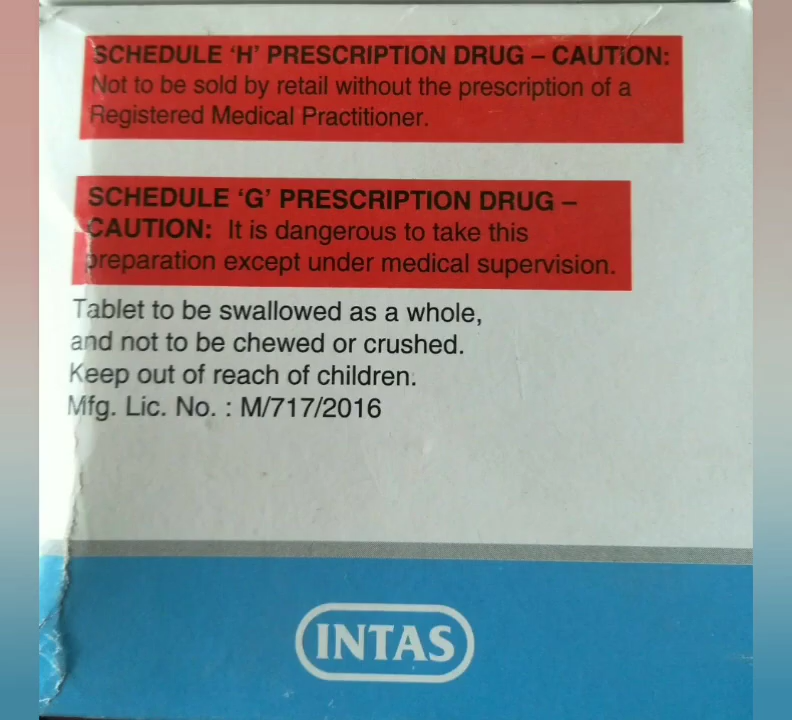 SCHEDULE ‘H’ PRESCRIPTION DRUG – CAUTION:
Not to be sold by retail without the prescription of a
Registered Medical Practitioner.
SCHEDULE ‘G’ PRESCRIPTION DRUG –
CAUTION: It is dangerous to take this
preparation except under medical supervision.
Tablet to be swallowed as a whole,
and not to be chewed or crushed.
Keep out of reach of children.
Mfg. Lic. No. : M/717/2016
INTAS